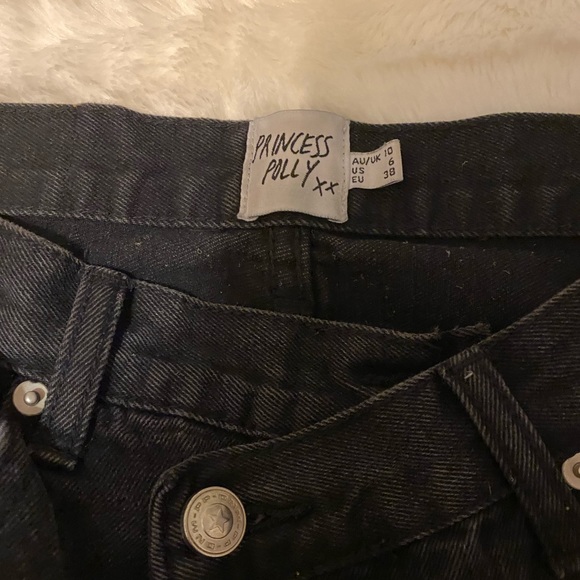 PRINCESS
POLLY XX
AU/UK 10
US 6
EU 38